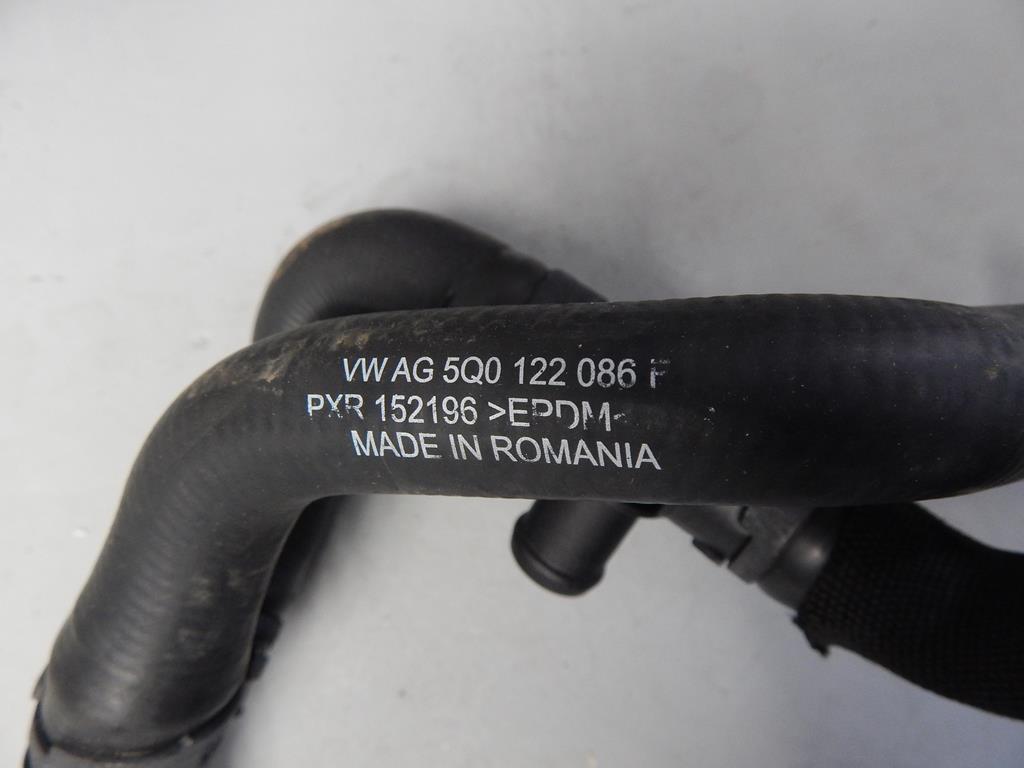 VW AG 5Q0 122 086 F
PXR 152196 >EPDM<
MADE IN ROMANIA